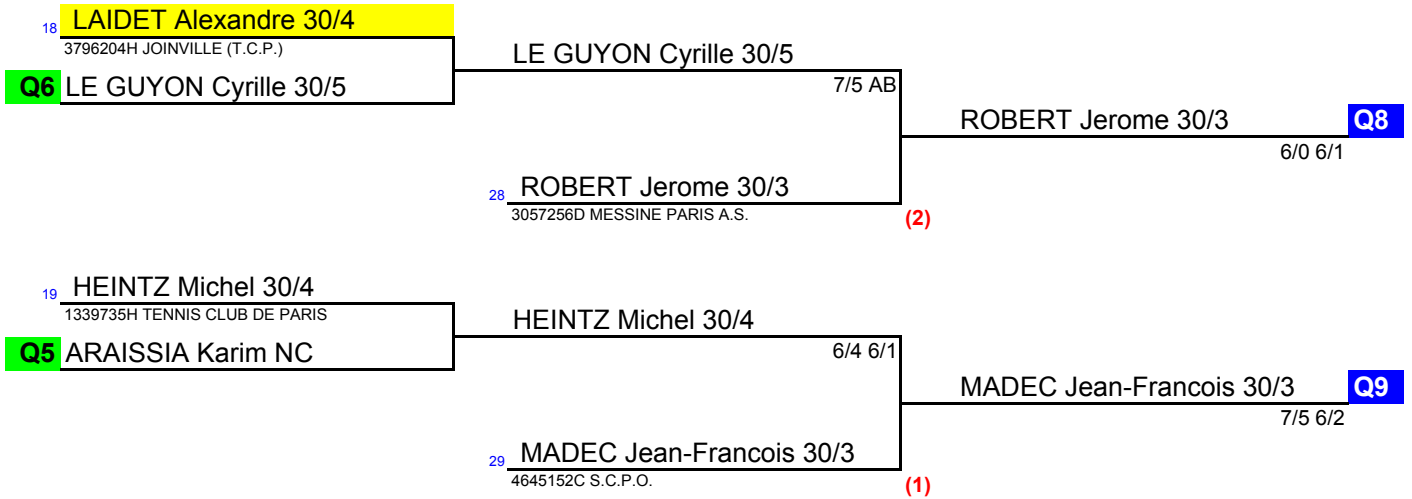 18 LAIDET Alexandre 30/4
3796204H JOINVILLE (T.C.P.)
LE GUYON Cyrille 30/5
Q6 LE GUYON Cyrille 30/5
7/5 AB
ROBERT Jerome 30/3 Q8
6/0 6/1
28 ROBERT Jerome 30/3
3057256D MESSINE PARIS A.S.
(2)
19 HEINTZ Michel 30/4
1339735H TENNIS CLUB DE PARIS
HEINTZ Michel 30/4
Q5 ARAISSIA Karim NC
6/4 6/1
MADEC Jean-Francois 30/3 Q9
7/5 6/2
29 MADEC Jean-Francois 30/3
4645152C S.C.P.O.
(1)